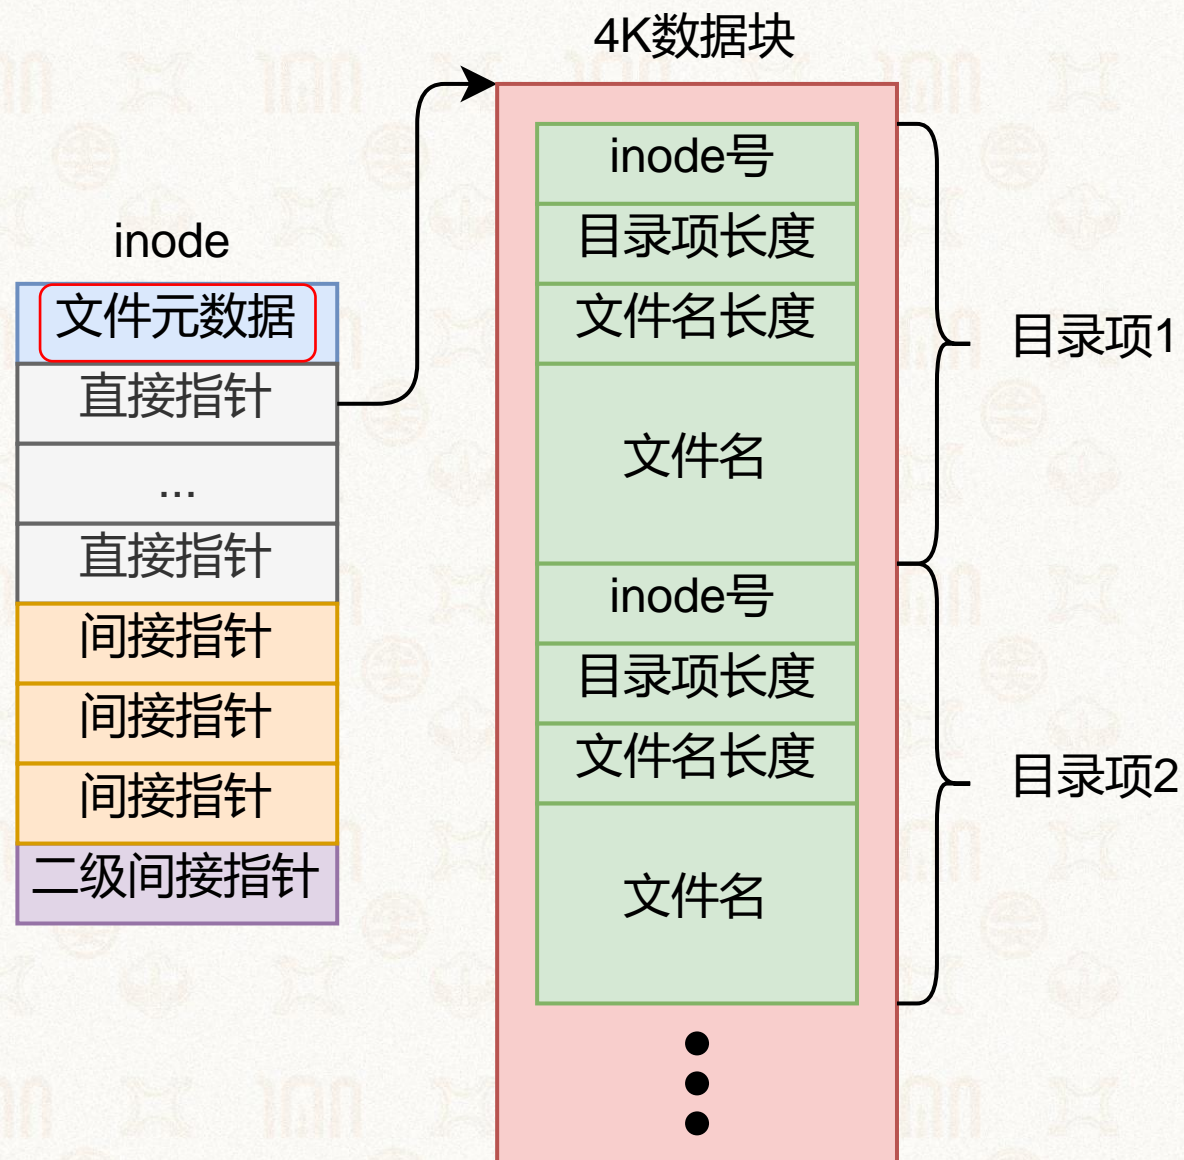 4K数据块
inode
文件元数据
直接指针
...
直接指针
间接指针
间接指针
间接指针
二级间接指针
inode号
目录项长度
文件名长度
文件名
目录项1
inode号
目录项长度
文件名长度
文件名
目录项2